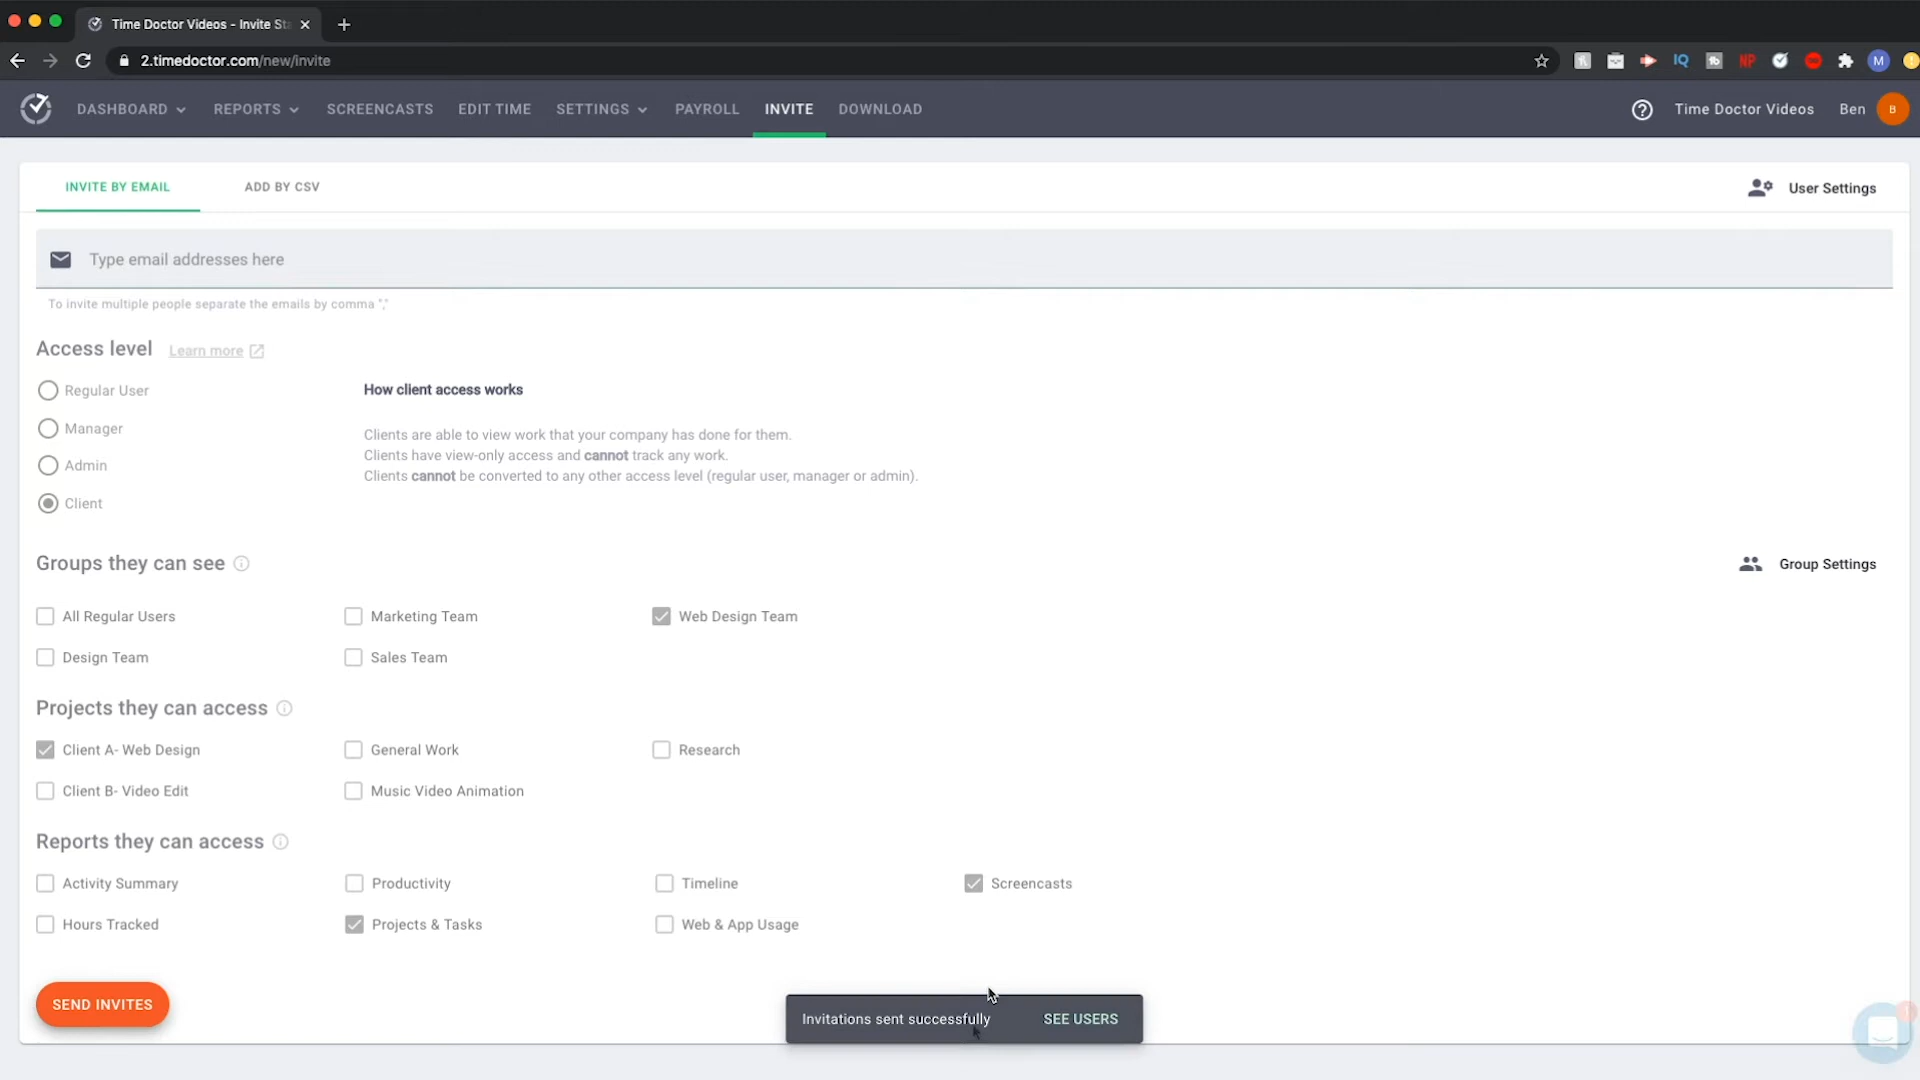 Time Doctor Videos - Invite St
2.timedoctor.com/new/invite
IQ
NP
M
DASHBOARD REPORTS SCREENCASTS EDIT TIME SETTINGS PAYROLL INVITE DOWNLOAD
Time Doctor Videos Ben B
INVITE BY EMAIL ADD BY CSV
User Settings
Type email addresses here
To invite multiple people separate the emails by comma ","
Access level Learn more
Regular User
Manager
Admin
Client
How client access works
Clients are able to view work that your company has done for them.
Clients have view-only access and cannot track any work.
Clients cannot be converted to any other access level (regular user, manager or admin).
Groups they can see
Group Settings
All Regular Users Marketing Team Web Design Team
Design Team Sales Team
Projects they can access
Client A- Web Design General Work Research
Client B- Video Edit Music Video Animation
Reports they can access
Activity Summary Productivity Timeline Screencasts
Hours Tracked Projects & Tasks Web & App Usage
SEND INVITES
Invitations sent successfully SEE USERS